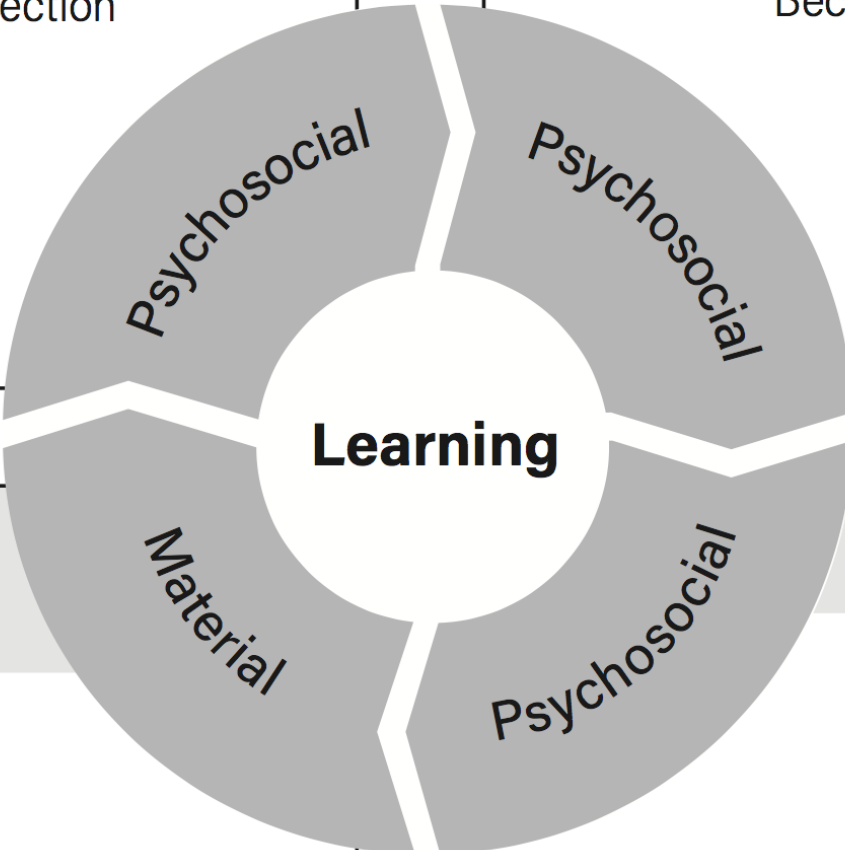 ection
Bec
Psychosocial
Psychosocial
Learning
Material
Psychosocial